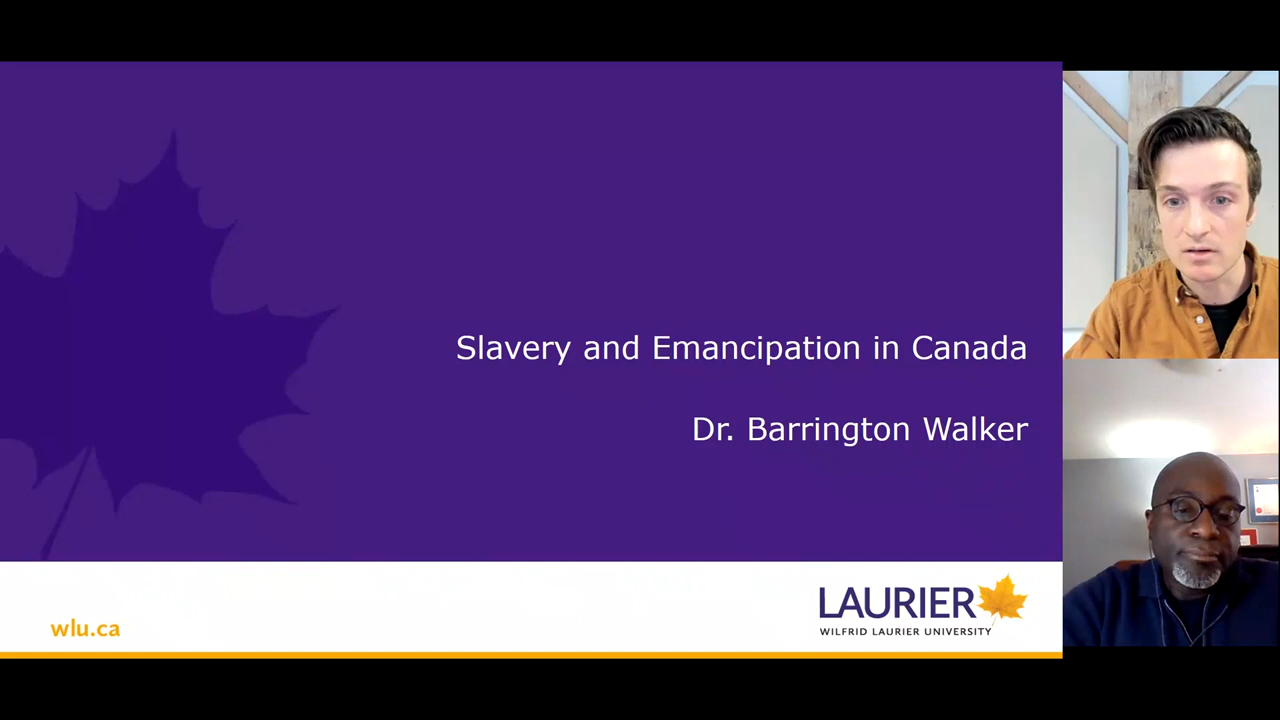 Slavery and Emancipation in Canada
Dr. Barrington Walker
wlu.ca
LAURIER
WILFRID LAURIER UNIVERSITY